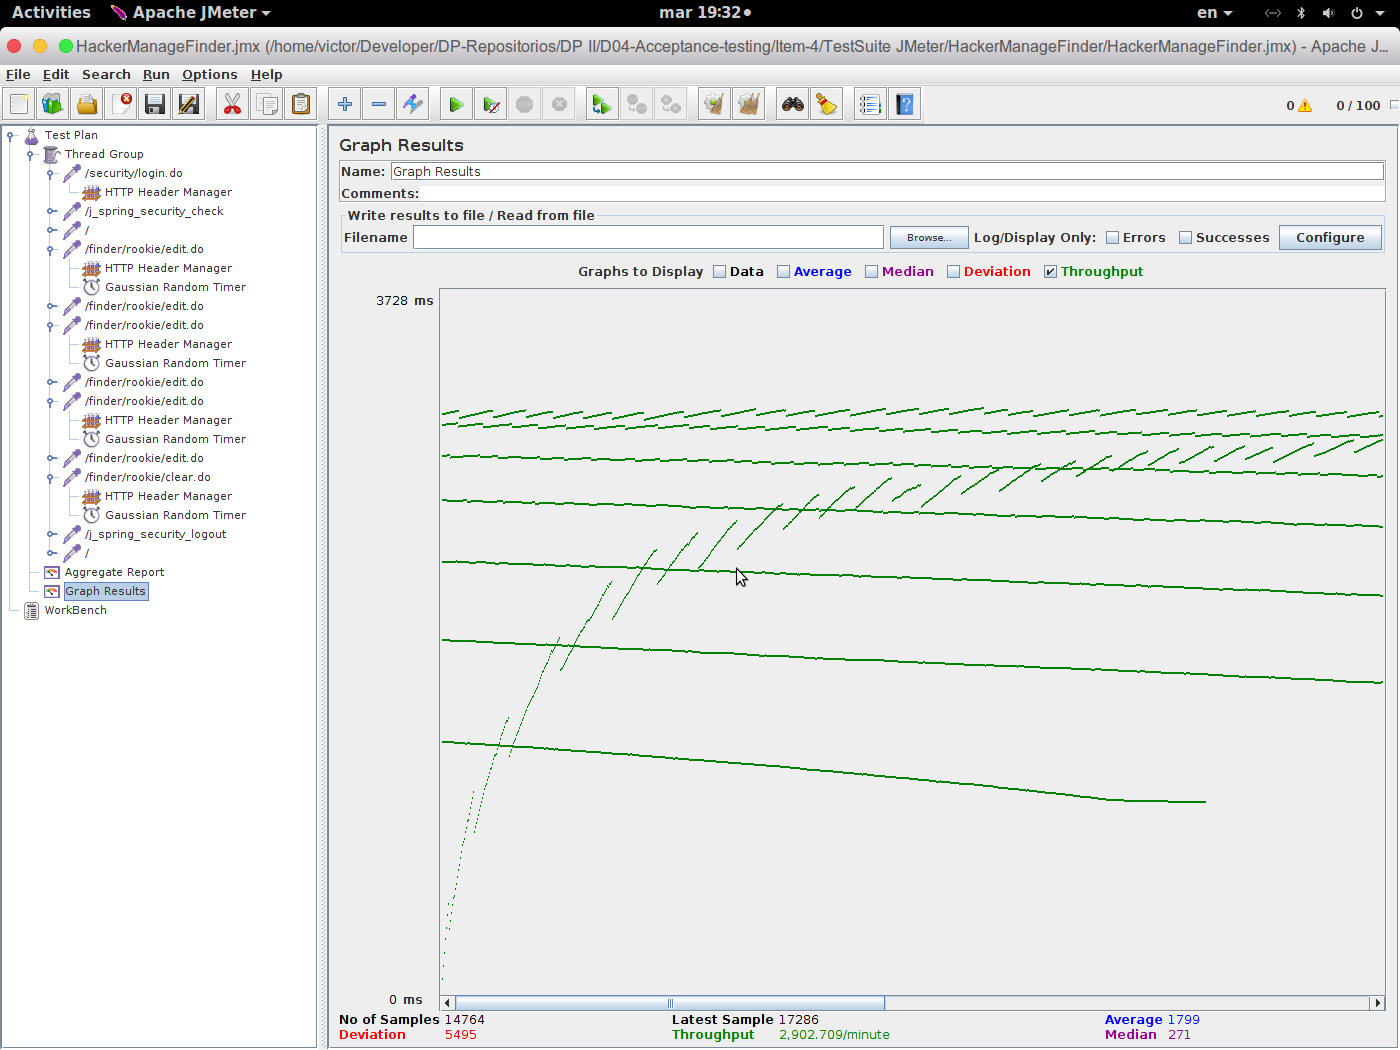 Activities Apache JMeter mar 19:32 en
HackerManageFinder.jmx (/home/victor/Developer/DP-Repositorios/DP II/D04-Acceptance-testing/Item-4/TestSuite JMeter/HackerManageFinder/HackerManageFinder.jmx) - Apache J...
File Edit Search Run Options Help
0 0 / 100
Test Plan
Thread Group
/security/login.do
HTTP Header Manager
/j_spring_security_check
/
/finder/rookie/edit.do
HTTP Header Manager
Gaussian Random Timer
/finder/rookie/edit.do
/finder/rookie/edit.do
HTTP Header Manager
Gaussian Random Timer
/finder/rookie/edit.do
/finder/rookie/edit.do
HTTP Header Manager
Gaussian Random Timer
/finder/rookie/edit.do
/finder/rookie/clear.do
HTTP Header Manager
Gaussian Random Timer
/j_spring_security_logout
/
Aggregate Report
Graph Results
WorkBench
Graph Results
Name: Graph Results
Comments:
Write results to file / Read from file
Filename Browse... Log/Display Only: Errors Successes Configure
Graphs to Display Data Average Median Deviation Throughput
3728 ms
0 ms
No of Samples 14764 Latest Sample 17286 Average 1799
Deviation 5495 Throughput 2,902.709/minute Median 271